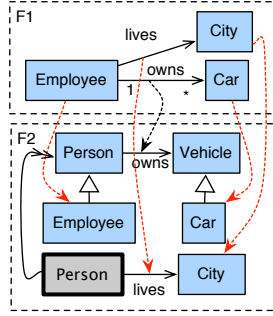 F1
lives
City
Employee
owns
Car
1
*
F2
Person
owns
Vehicle
Employee
Car
Person
lives
City